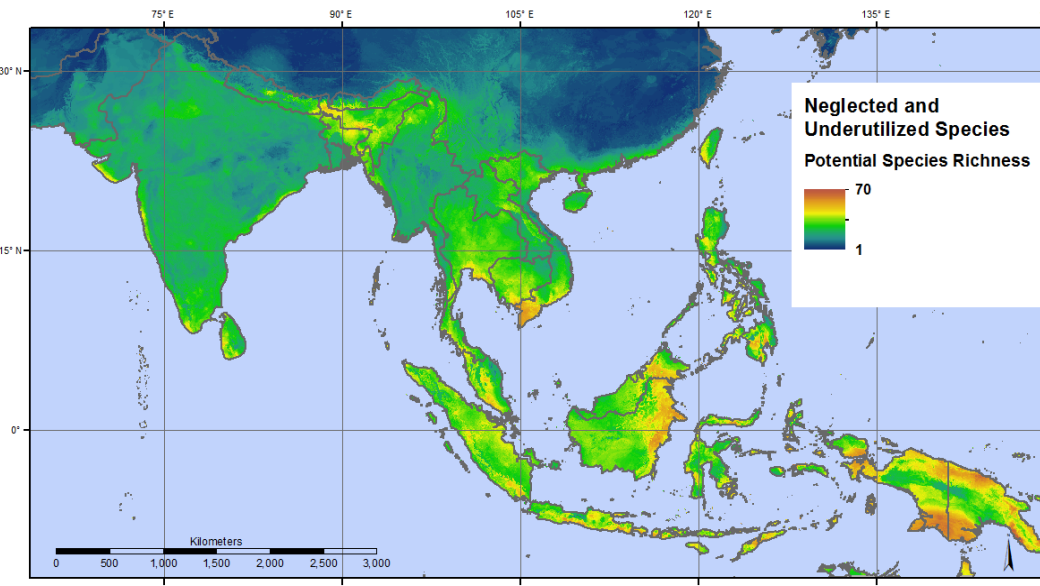 75° E 90° E 105° E 120° E 135° E
30° N
15° N
0°
Neglected and
Underutilized Species
Potential Species Richness
70
1
Kilometers
0 500 1,000 1,500 2,000 2,500 3,000